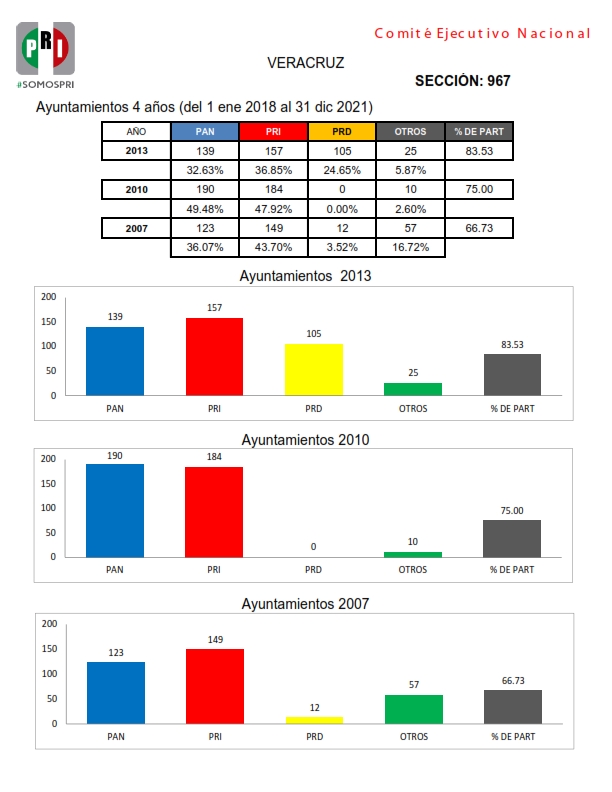 Comité Ejecutivo Nacional
PRI
#SOMOSPRI
VERACRUZ
SECCIÓN: 967
Ayuntamientos 4 años (del 1 ene 2018 al 31 dic 2021)
AÑO PAN PRI PRD OTROS % DE PART
2013 139 157 105 25 83.53
32.63% 36.85% 24.65% 5.87%
2010 190 184 0 10 75.00
49.48% 47.92% 0.00% 2.60%
2007 123 149 12 57 66.73
36.07% 43.70% 3.52% 16.72%
Ayuntamientos 2013
200
150
100
50
0
139 157 105 25 83.53
PAN PRI PRD OTROS % DE PART
Ayuntamientos 2010
200
150
100
50
0
190 184 0 10 75.00
PAN PRI PRD OTROS % DE PART
Ayuntamientos 2007
200
150
100
50
0
123 149 12 57 66.73
PAN PRI PRD OTROS % DE PART